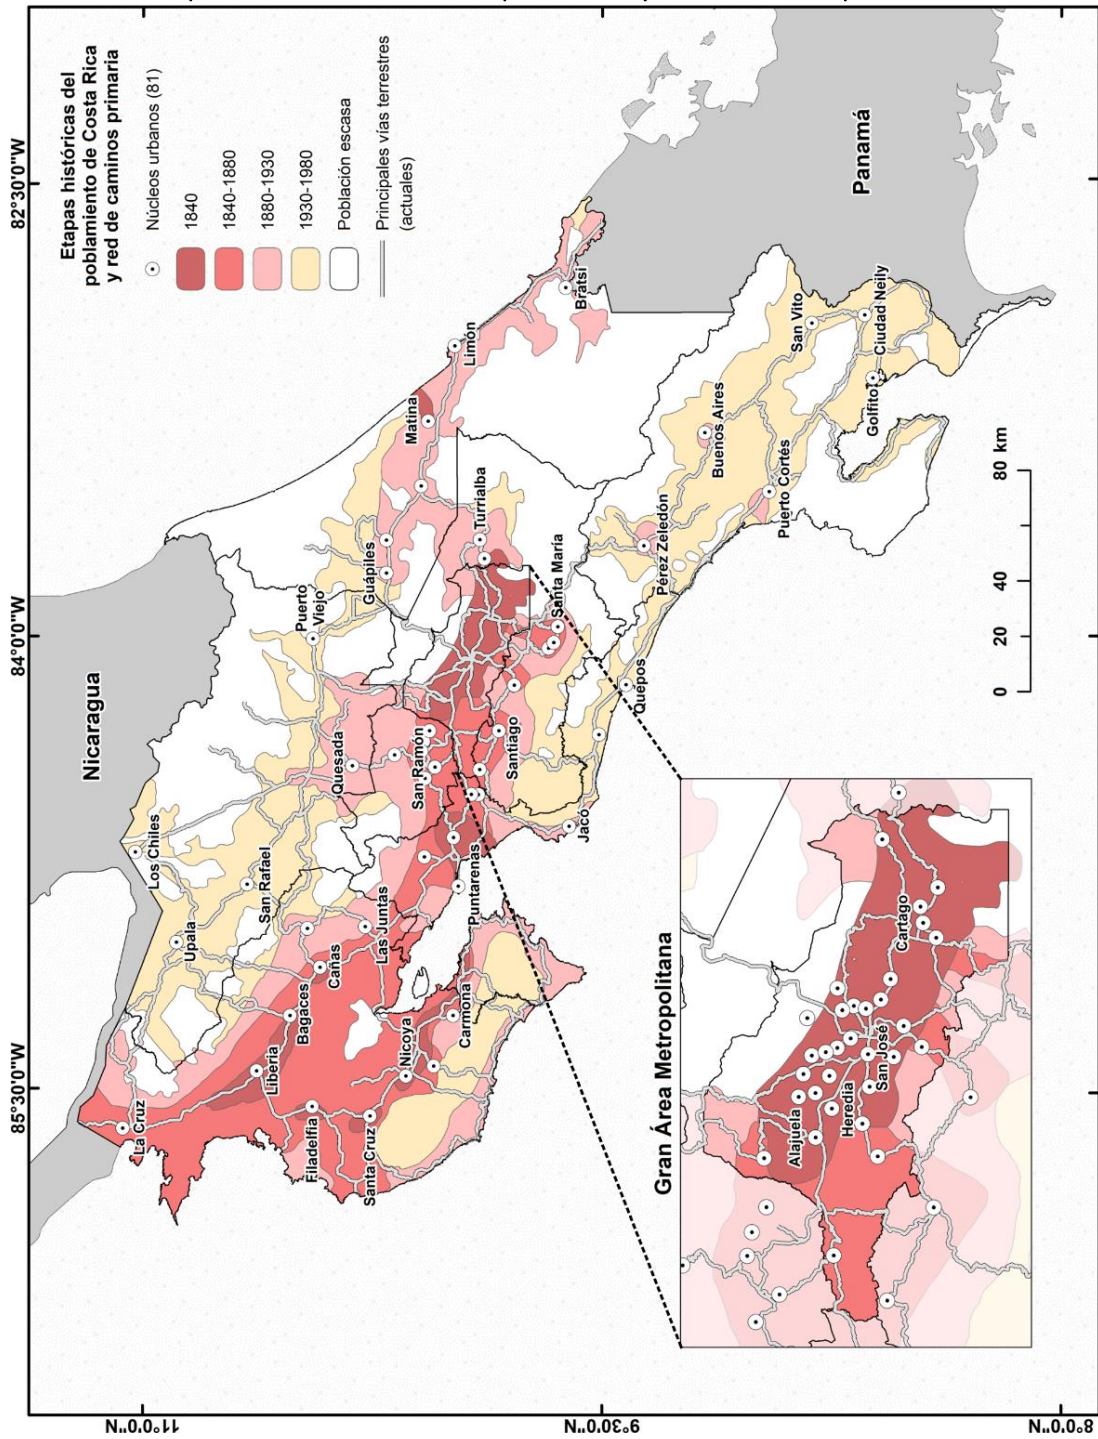 Etapas históricas del
poblamiento de Costa Rica
y red de caminos primaria
Núcleos urbanos (81)
1840
1840-1880
1880-1930
1930-1980
Población escasa
Principales vías terrestres
(actuales)
85°30'0"W
84°0'0"W
82°30'0"W
11°0'0"N
9°30'0"N
8°0'0"N
Nicaragua
Panamá
Los Chiles
Upala
San Rafael
La Cruz
Liberia
Bagaces
Cañas
Las Juntas
Filadelfia
Santa Cruz
Nicoya
Carmona
Puntarenas
Quesada
San Ramón
Puerto
Viejo
Guápiles
Matina
Limón
Bratsi
Turrialba
Santa María
Santiago
Jacó
Quepos
Pérez Zeledón
Buenos Aires
Puerto Cortés
San Vito
Ciudad Neily
Golfito
0 20 40 80 km
Gran Área Metropolitana
Alajuela
Heredia
San José
Cartago